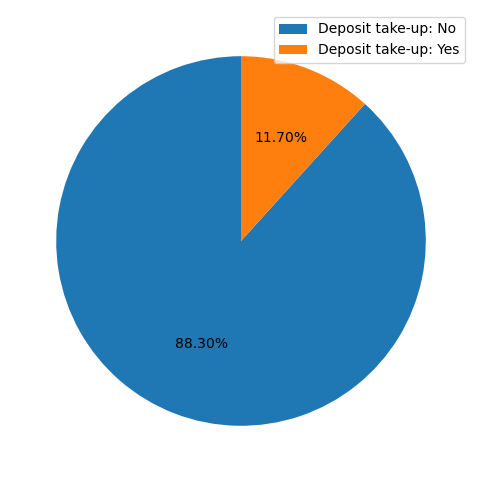 Deposit take-up: No
Deposit take-up: Yes
11.70%
88.30%